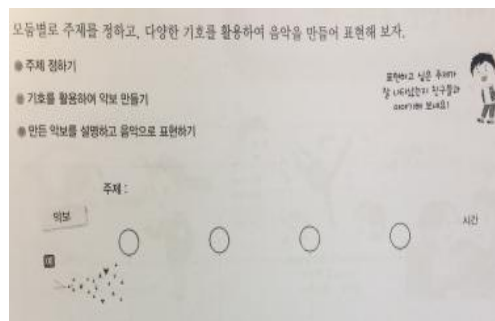 모둠별로 주제를 정하고, 다양한 기호를 활용하여 음악을 만들어 표현해 보자.
주제 정하기
기호를 활용하여 악보 만들기
만든 악보를 설명하고 음악으로 표현하기
표현하고 싶은 주제가
잘 나타났는지 친구들과
이야기해 보세요!
주제 :
악보
시간
예